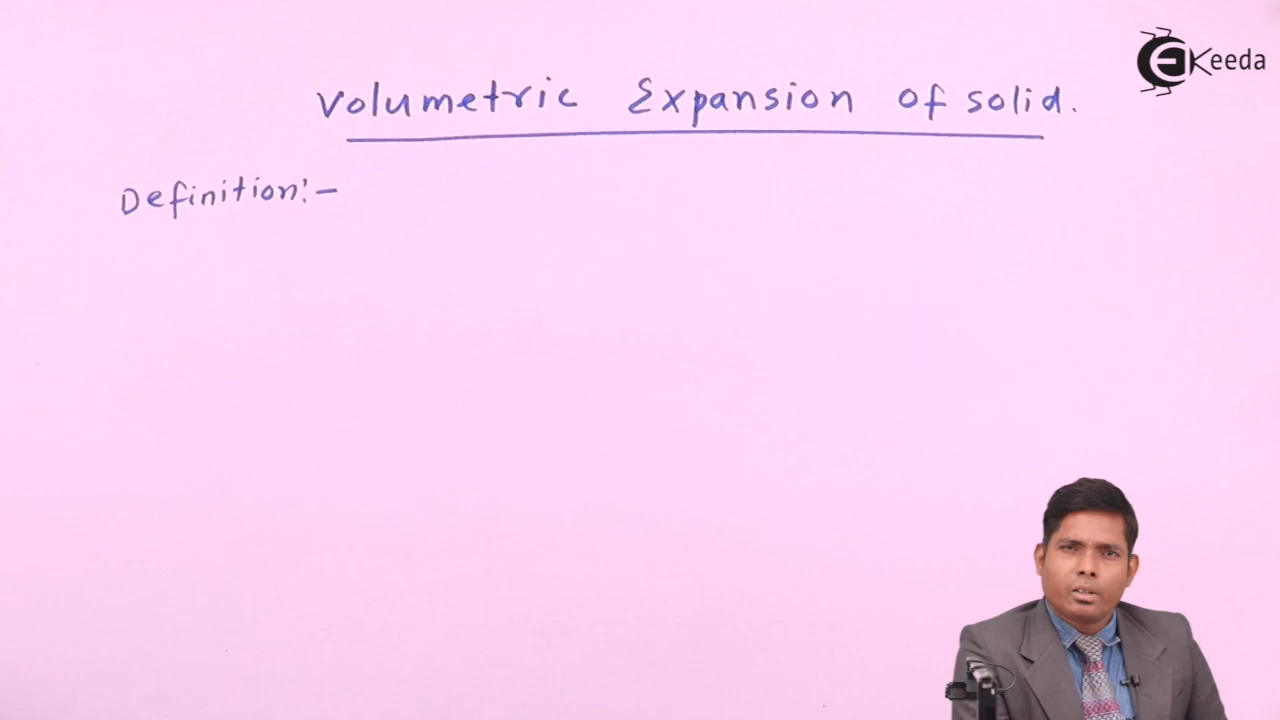 Volumetric Expansion of solid.
Definition:-
EKeeda